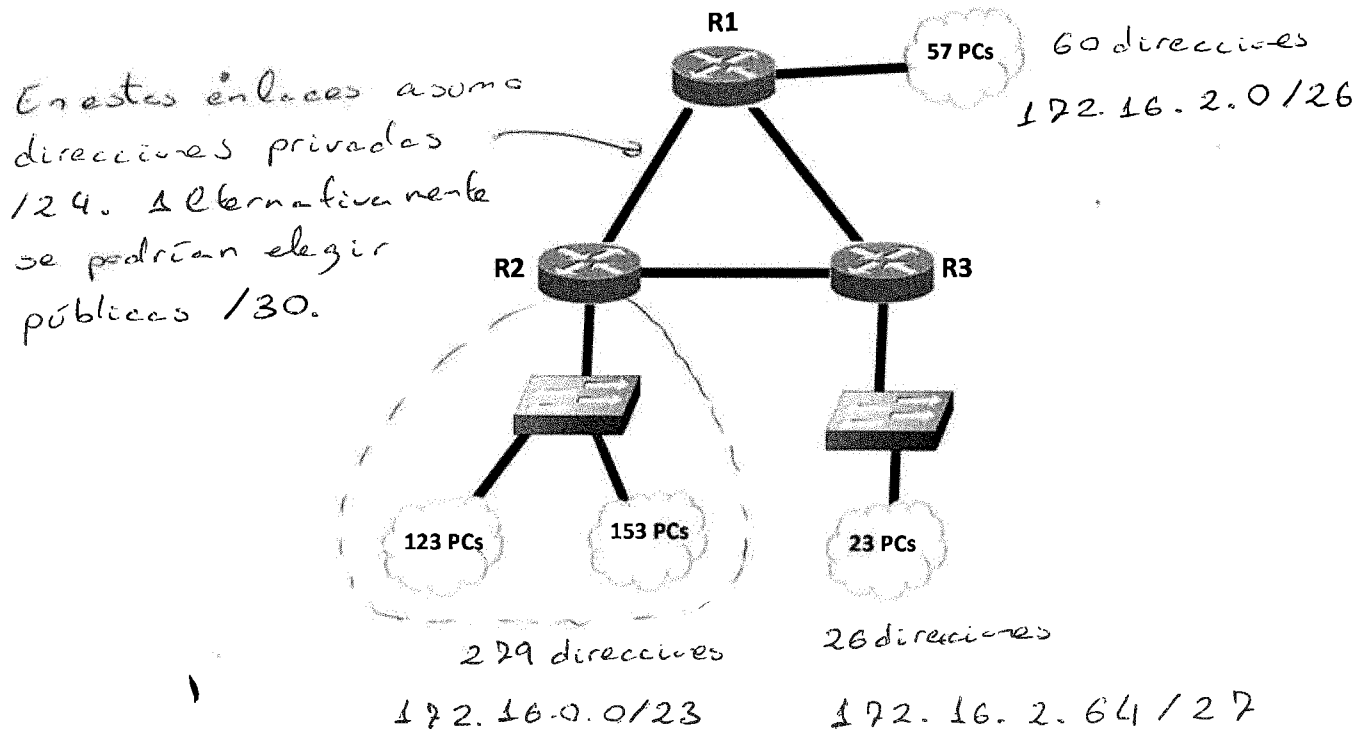 R1
57 PCs
60 direcciones
172.16.2.0/26
En estos enlaces asumo
direcciones privadas
/24. Alternativamente
se podrían elegir
públicas /30.
R2
R3
123 PCs
153 PCs
23 PCs
279 direcciones
26 direcciones
172.16.0.0/23
172.16.2.64/27